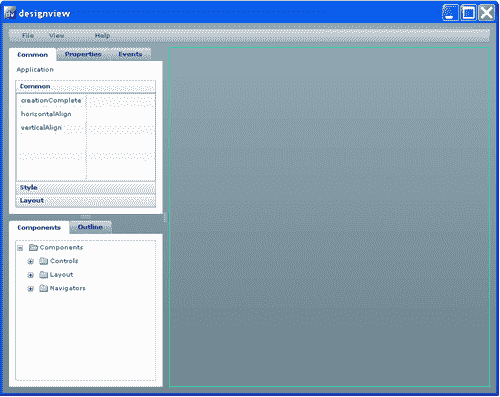 designview
File View Help
Common Properties Events
Application
Common
creationComplete
horizontalAlign
verticalAlign
Style
Layout
Components Outline
Components
Controls
Layout
Navigators